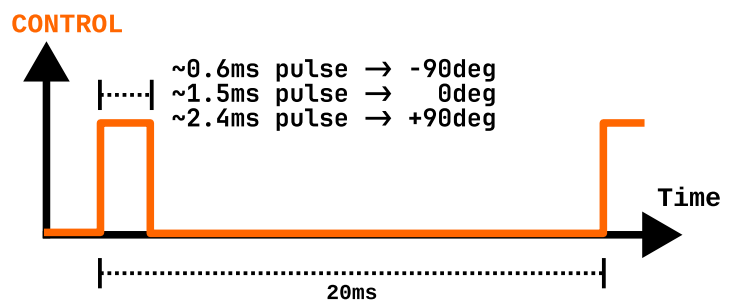 CONTROL
~0.6ms pulse -> -90deg
~1.5ms pulse -> 0deg
~2.4ms pulse -> +90deg
Time
20ms